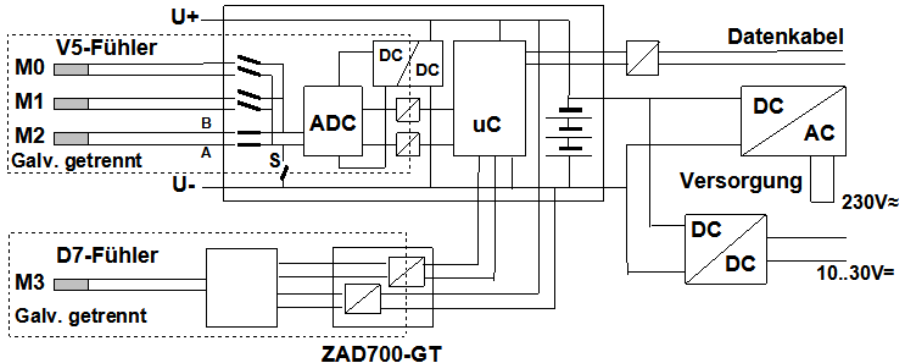 U+
V5-Fühler
M0
M1
M2
B
A
Galv. getrennt
S
U-
ADC
DC
DC
uC
Datenkabel
DC
AC
Versorgung
230V≈
DC
DC
10..30V=
D7-Fühler
M3
Galv. getrennt
ZAD700-GT